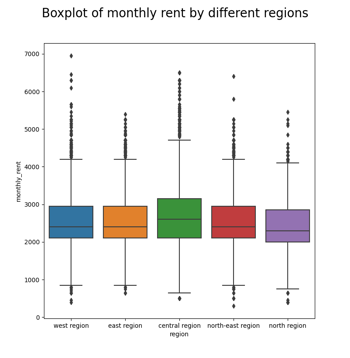 Boxplot of monthly rent by different regions
7000
6000
5000
4000
3000
2000
1000
0
monthly_rent
west region east region central region north-east region north region
region